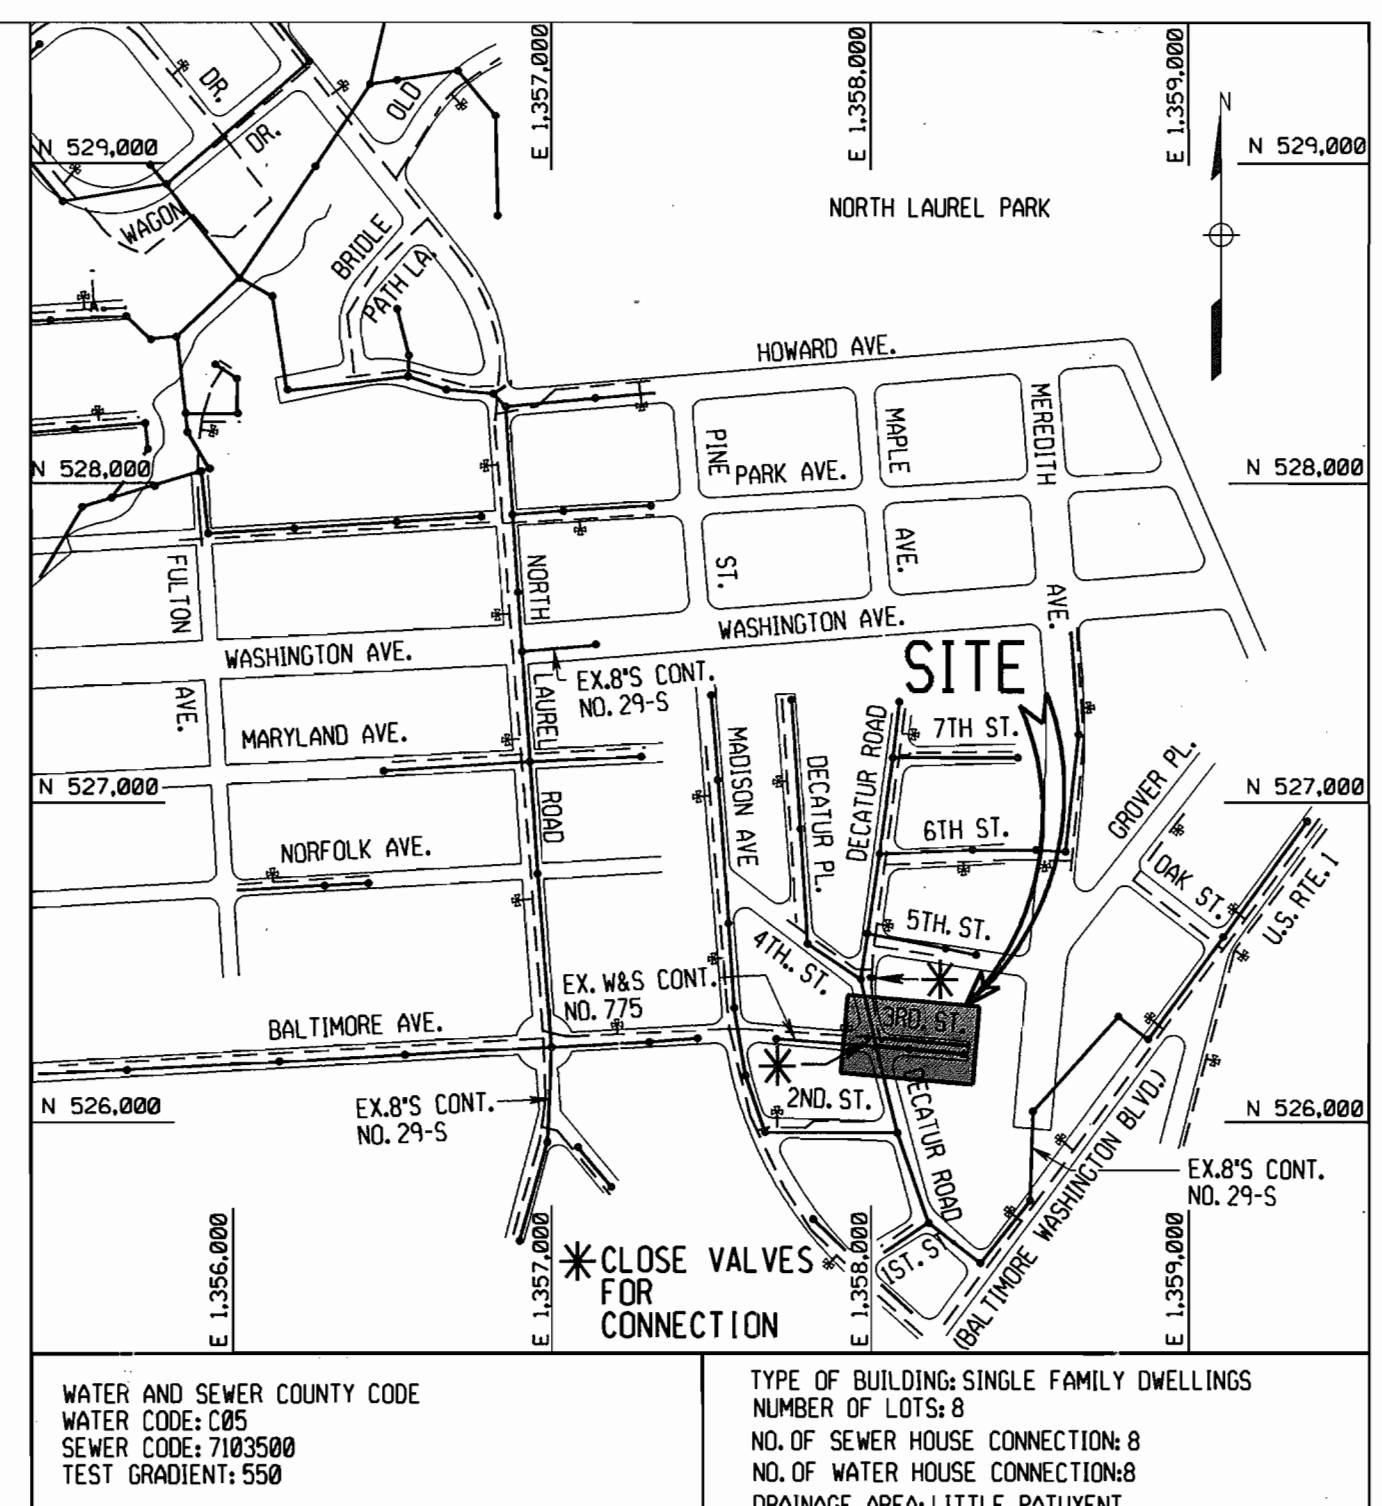 E 1,357,000
E 1,358,000
E 1,359,000
N
DR.
OLD
DR.
N 529,000
N 529,000
WAGON
BRIDLE
PATH LA.
NORTH LAUREL PARK
HOWARD AVE.
PINE
MAPLE
MEREDITH
PARK AVE.
N 528,000
N 528,000
FULTON
NORTH
ST.
AVE.
AVE.
WASHINGTON AVE.
WASHINGTON AVE.
SITE
EX.8"S CONT.
NO. 29-S
AVE.
LAUREL
MARYLAND AVE.
MADISON AVE
DECATUR PL.
DECATUR ROAD
7TH ST.
GROVER PL.
N 527,000
N 527,000
ROAD
6TH ST.
NORFOLK AVE.
OAK ST.
U.S. RTE. 1
5TH. ST.
4TH. ST.
EX. W&S CONT.
NO. 775
3RD. ST.
BALTIMORE AVE.
2ND. ST.
DECATUR ROAD
N 526,000
N 526,000
EX.8"S CONT.
NO. 29-S
EX.8"S CONT.
NO. 29-S
(BALTIMORE WASHINGTON BLVD.)
1ST. S
E 1,356,000
E 1,357,000
E 1,358,000
E 1,359,000
CLOSE VALVES
FOR
CONNECTION
WATER AND SEWER COUNTY CODE
WATER CODE: C05
SEWER CODE: 7103500
TEST GRADIENT: 550
TYPE OF BUILDING: SINGLE FAMILY DWELLINGS
NUMBER OF LOTS: 8
NO. OF SEWER HOUSE CONNECTION: 8
NO. OF WATER HOUSE CONNECTION:8
DRAINAGE AREA: LITTLE PATUXENT